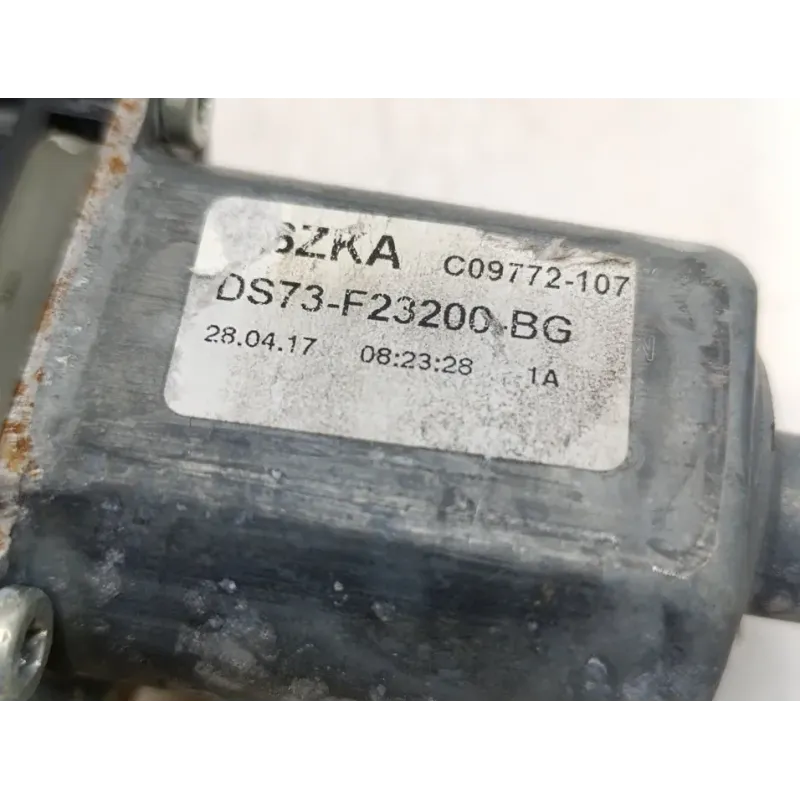 SZKA C09772-107
DS73-F23200-BG
28.04.17 08:23:28 1A